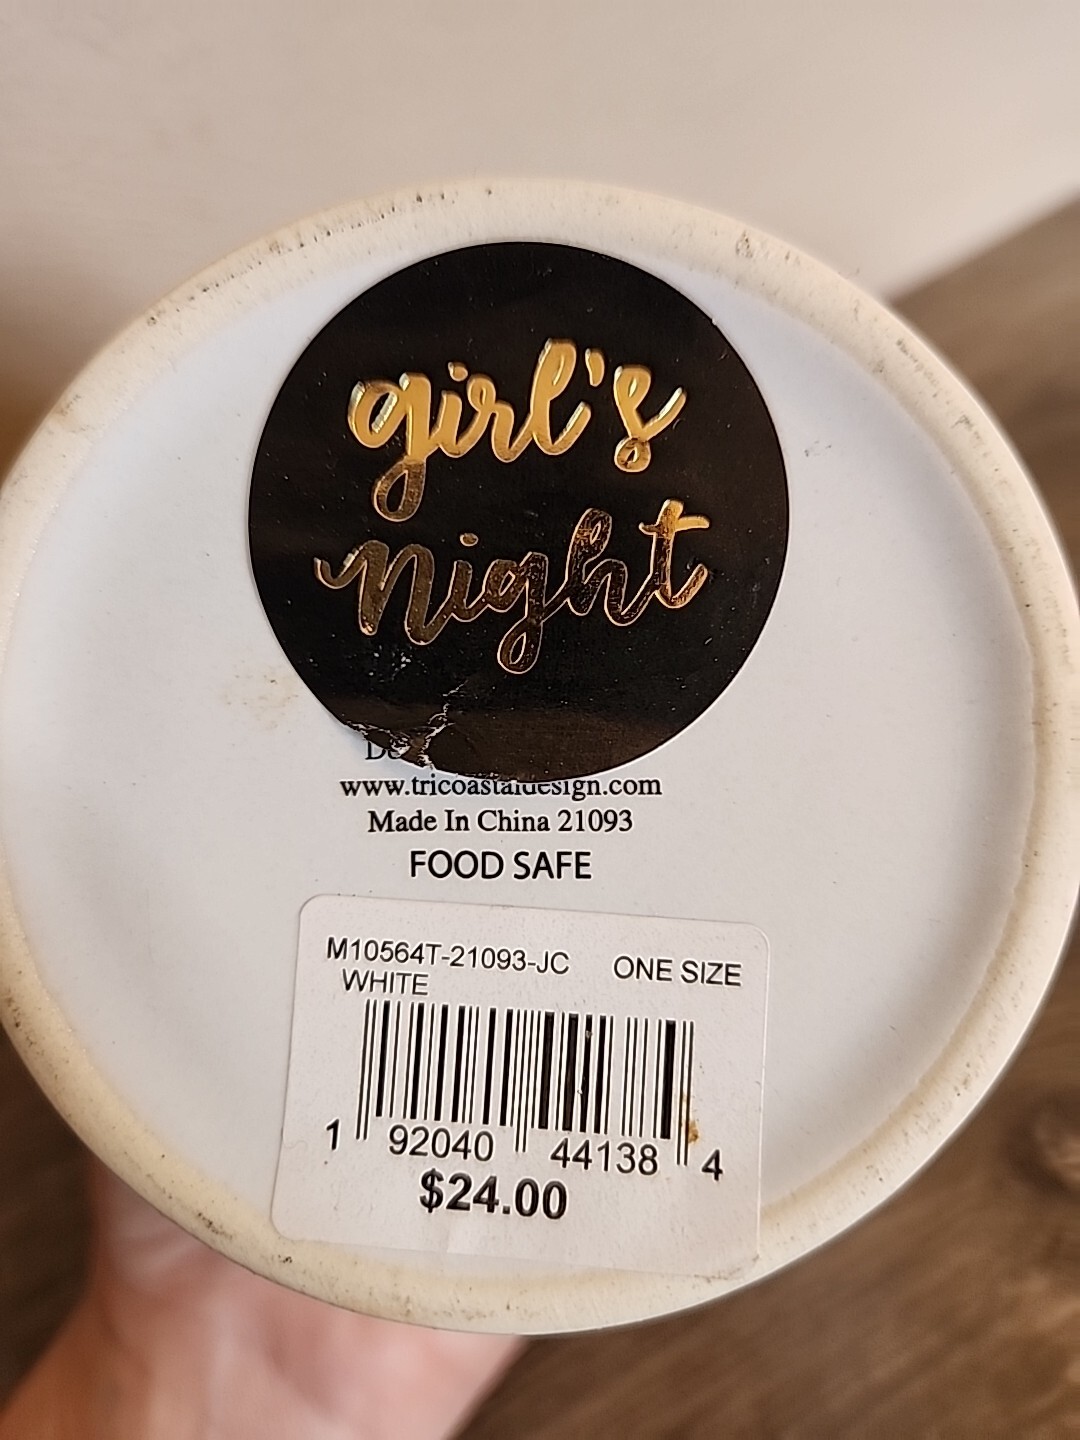 girl's
night
www.tricoastaldesign.com
Made In China 21093
FOOD SAFE
M10564T-21093-JC ONE SIZE
WHITE
1 92040 44138 4
$24.00